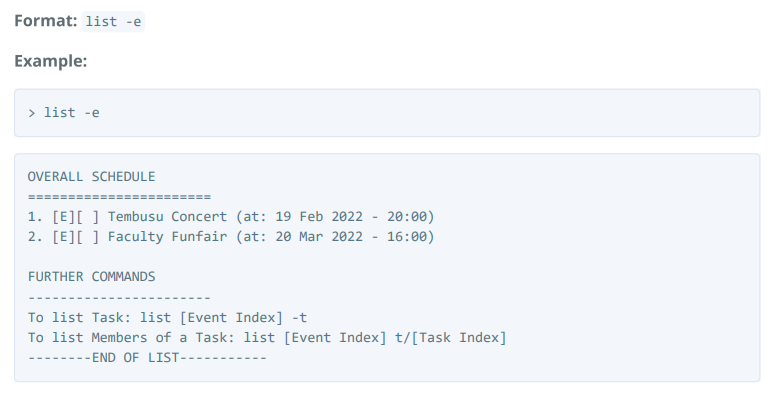 Format: list -e
Example:
> list -e
OVERALL SCHEDULE
=======================
1. [E][ ] Tembusu Concert (at: 19 Feb 2022 - 20:00)
2. [E][ ] Faculty Funfair (at: 20 Mar 2022 - 16:00)
FURTHER COMMANDS
-----------------------
To list Task: list [Event Index] -t
To list Members of a Task: list [Event Index] t/[Task Index]
--------END OF LIST-----------